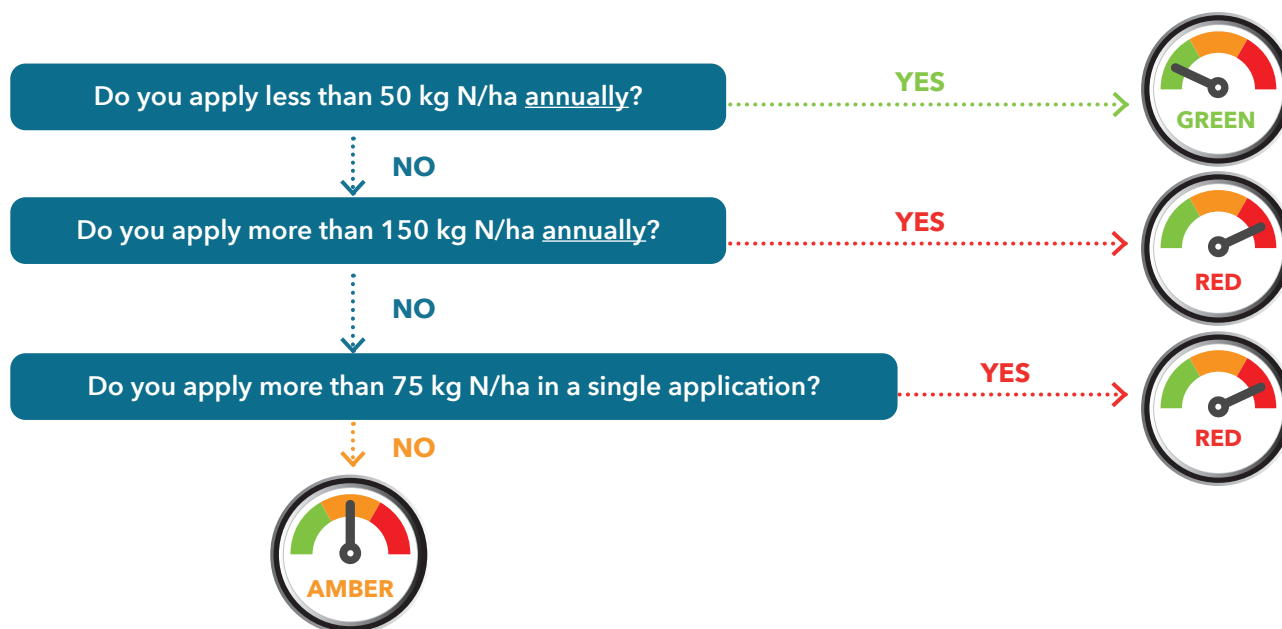 Do you apply less than 50 kg N/ha annually?
YES
GREEN
NO
Do you apply more than 150 kg N/ha annually?
YES
RED
NO
Do you apply more than 75 kg N/ha in a single application?
YES
RED
NO
AMBER